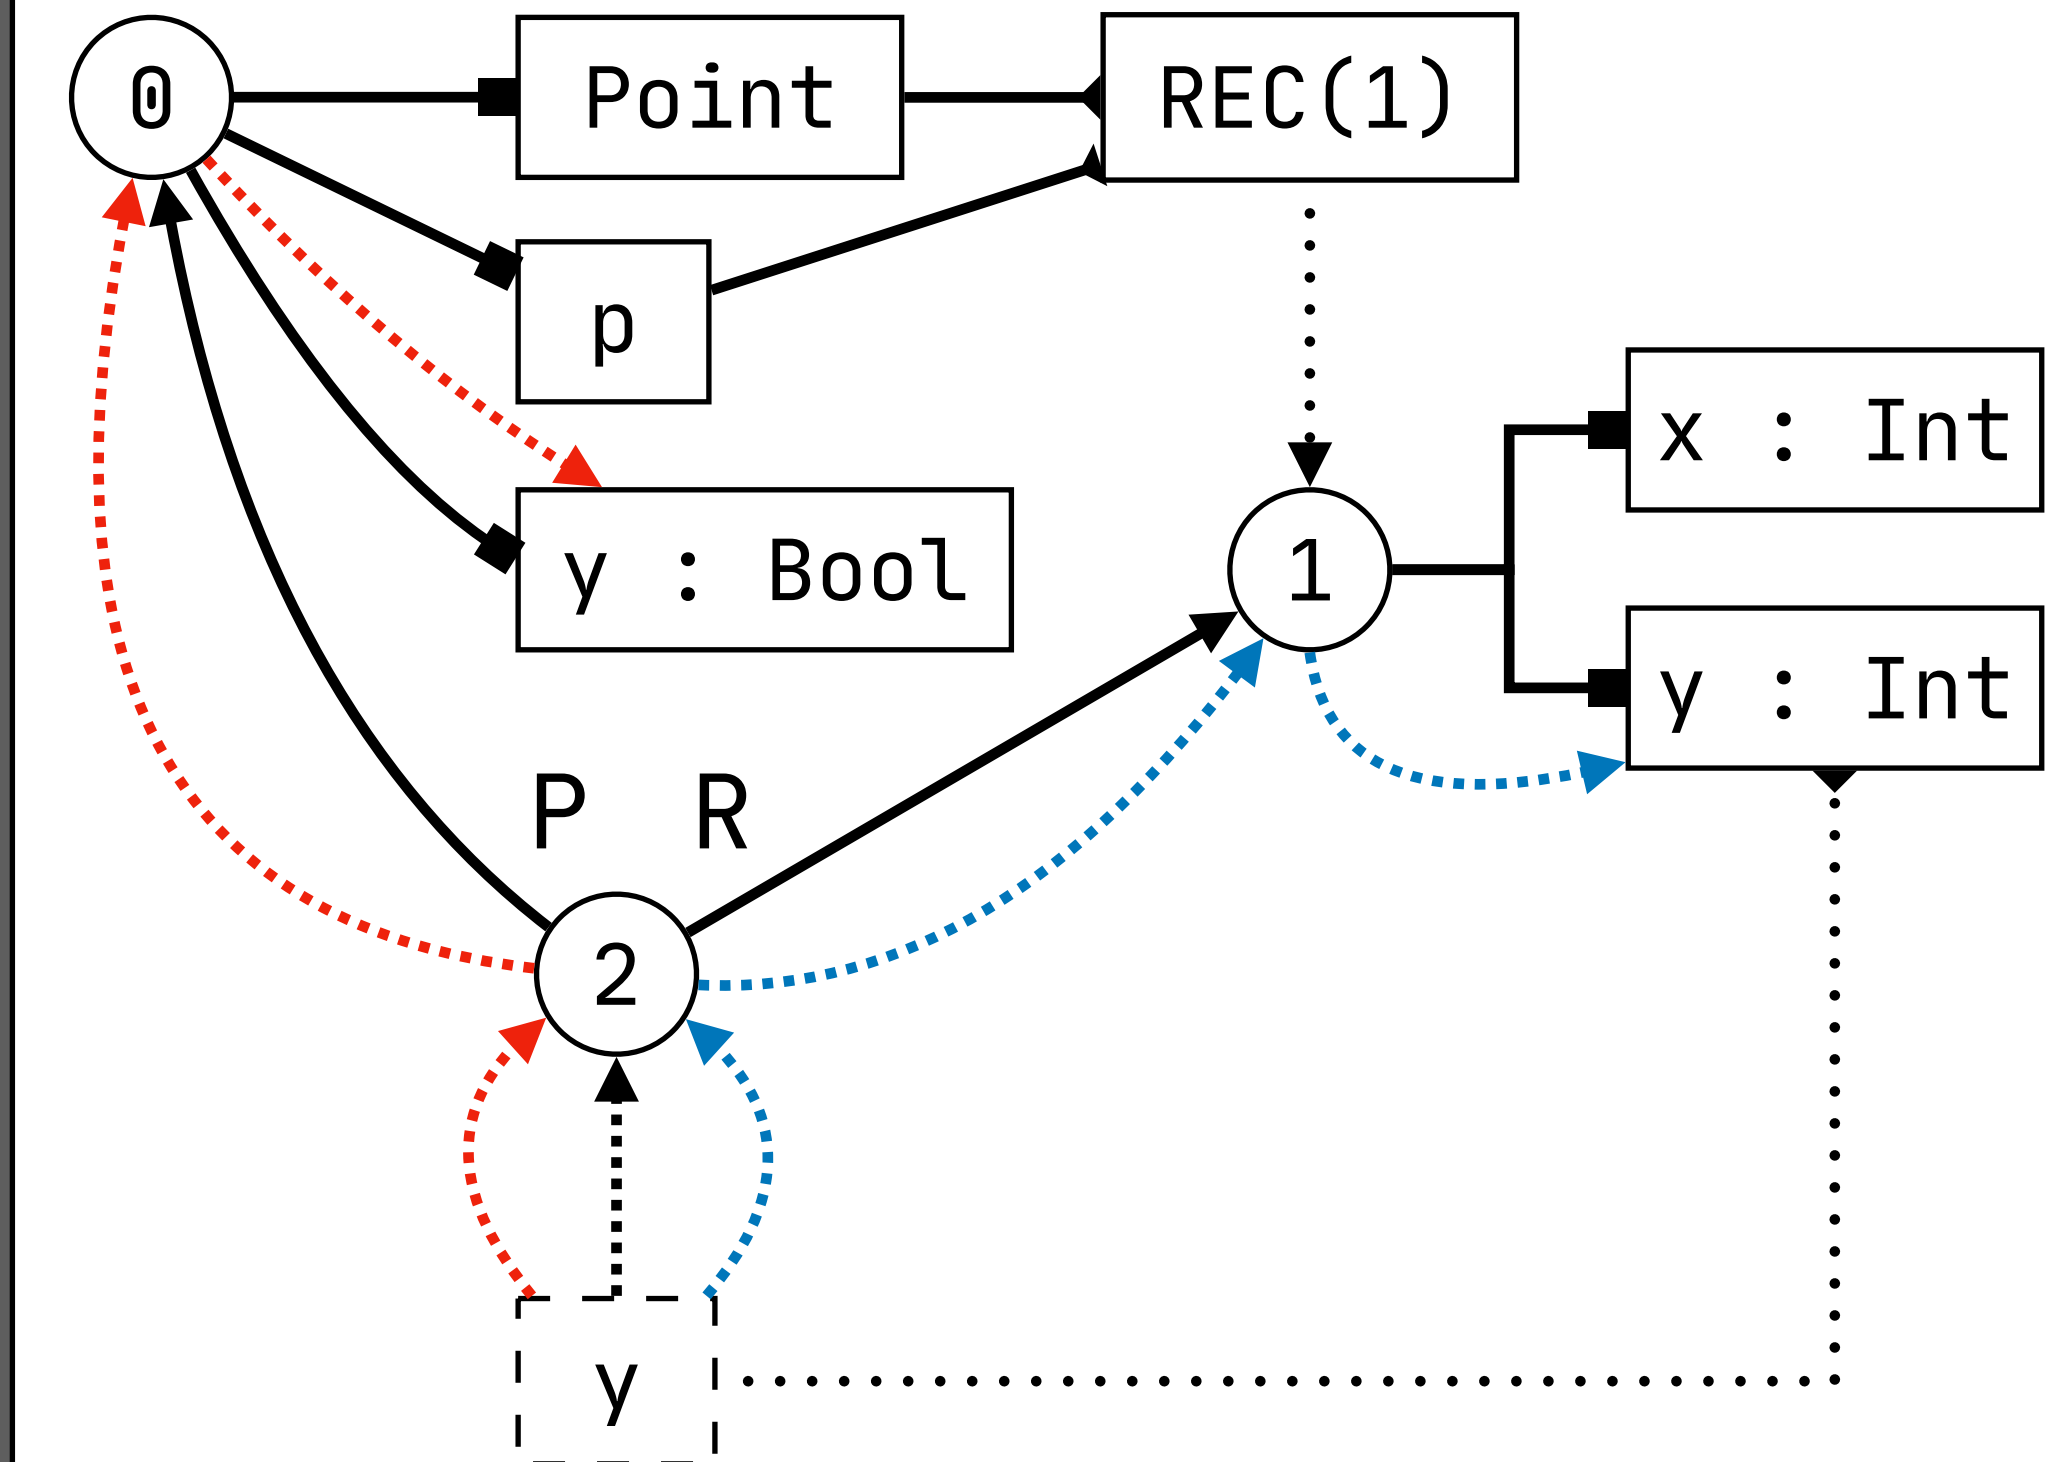 0
Point
REC(1)
p
x : Int
y : Bool
1
y : Int
P
R
2
y